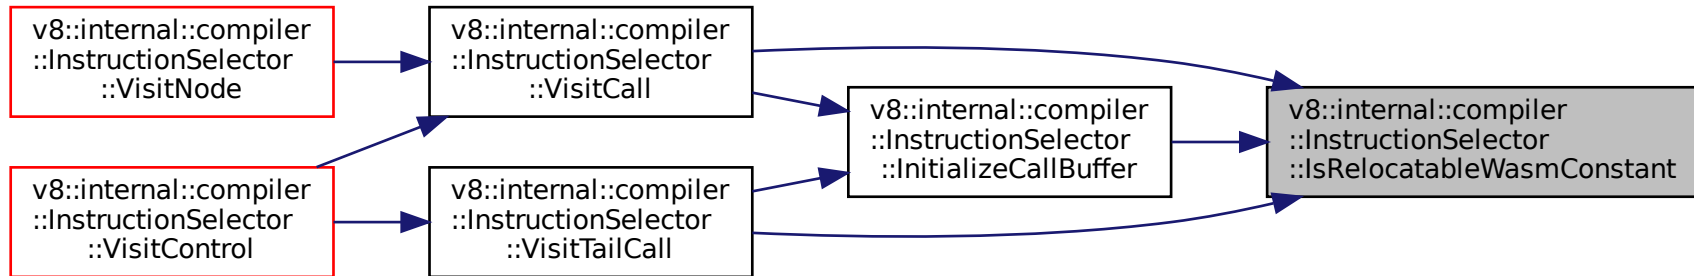 v8::internal::compiler
::InstructionSelector
::VisitNode
v8::internal::compiler
::InstructionSelector
::VisitControl
v8::internal::compiler
::InstructionSelector
::VisitCall
v8::internal::compiler
::InstructionSelector
::VisitTailCall
v8::internal::compiler
::InstructionSelector
::InitializeCallBuffer
v8::internal::compiler
::InstructionSelector
::IsRelocatableWasmConstant